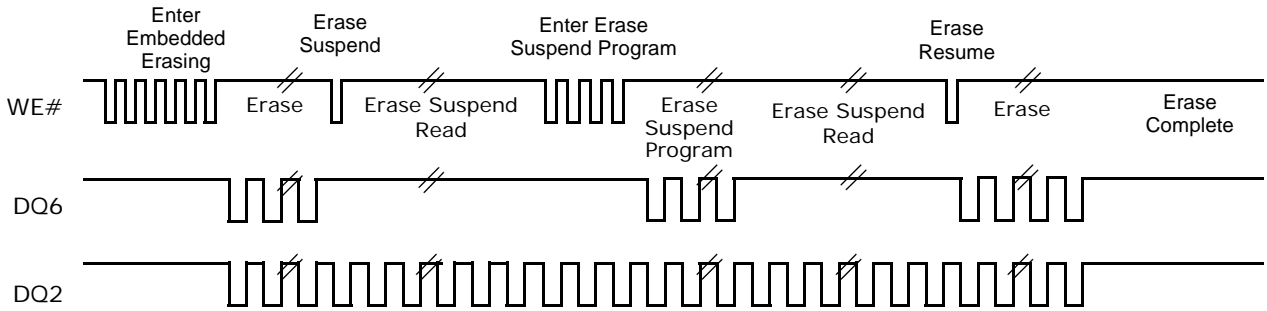 Enter
Embedded
Erasing
Erase
Suspend
Enter Erase
Suspend Program
Erase
Resume
WE#
Erase
Erase Suspend
Read
Erase
Suspend
Program
Erase Suspend
Read
Erase
Erase
Complete
DQ6
DQ2